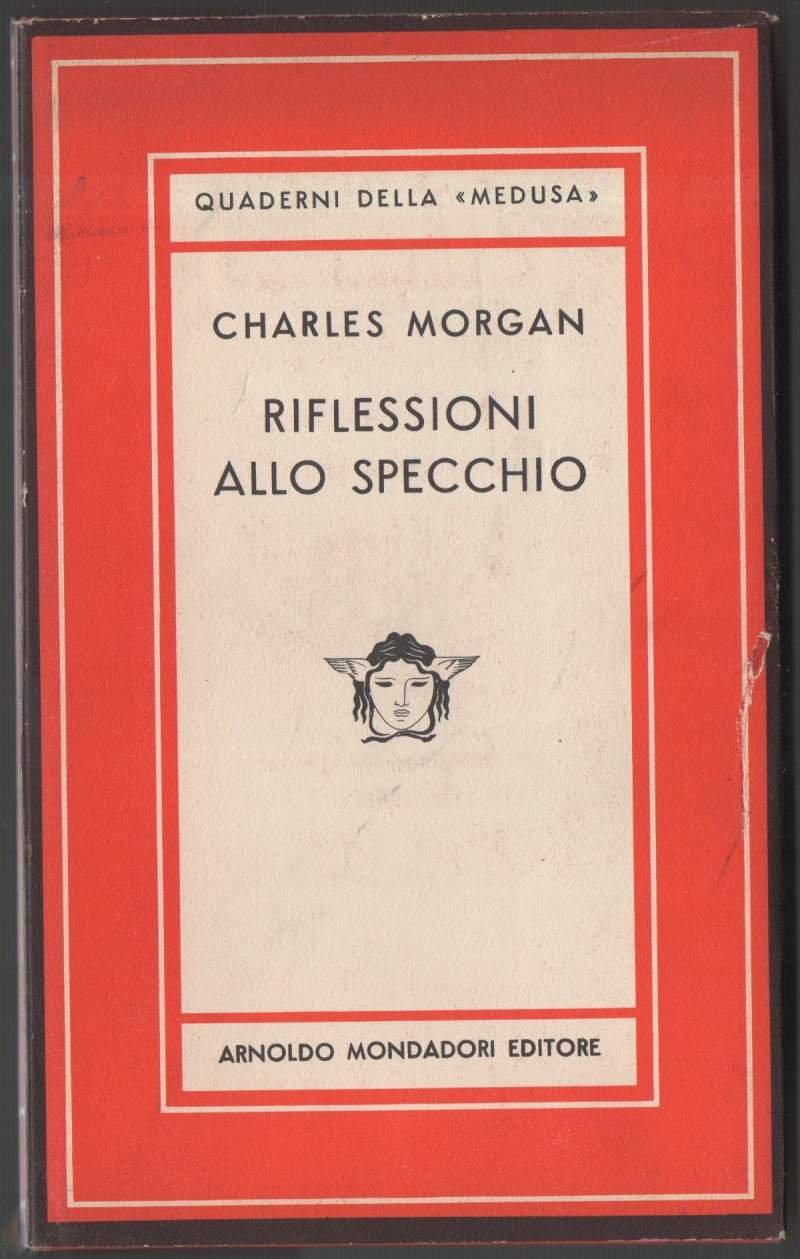 QUADERNI DELLA «MEDUSA»
CHARLES MORGAN
RIFLESSIONI
ALLO SPECCHIO
ARNOLDO MONDADORI EDITORE